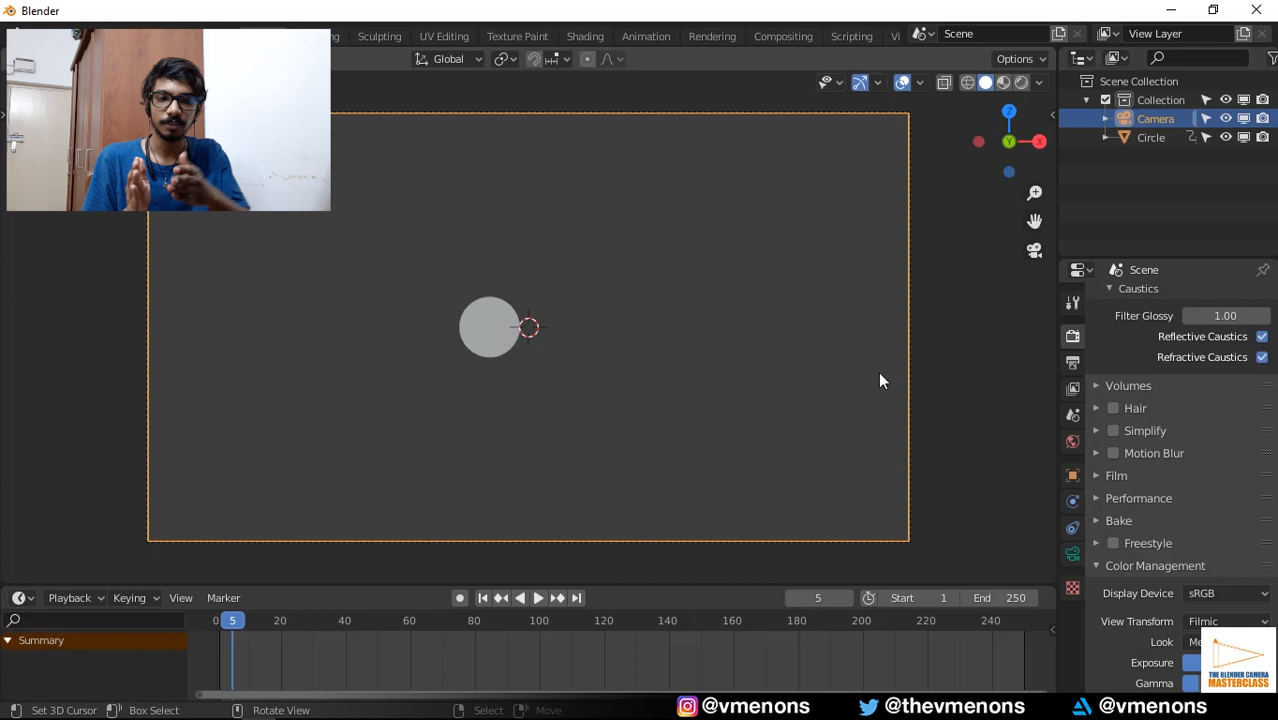 Blender
Sculpting
UV Editing
Texture Paint
Shading
Animation
Rendering
Compositing
Scripting
Scene
View Layer
Global
Options
Scene Collection
Collection
Camera
Circle
Scene
Caustics
Filter Glossy 1.00
Reflective Caustics
Refractive Caustics
Volumes
Hair
Simplify
Motion Blur
Film
Performance
Bake
Freestyle
Color Management
Display Device sRGB
View Transform Filmic
Look
Exposure
Gamma
THE BLENDER CAMERA
MASTERCLASS
Playback
Keying
View
Marker
5
Start 1
End 250
0 5 20 40 60 80 100 120 140 160 180 200 220 240
Summary
Set 3D Cursor
Box Select
Rotate View
Select
Move
@vmenons
@thevmenons
@vmenons